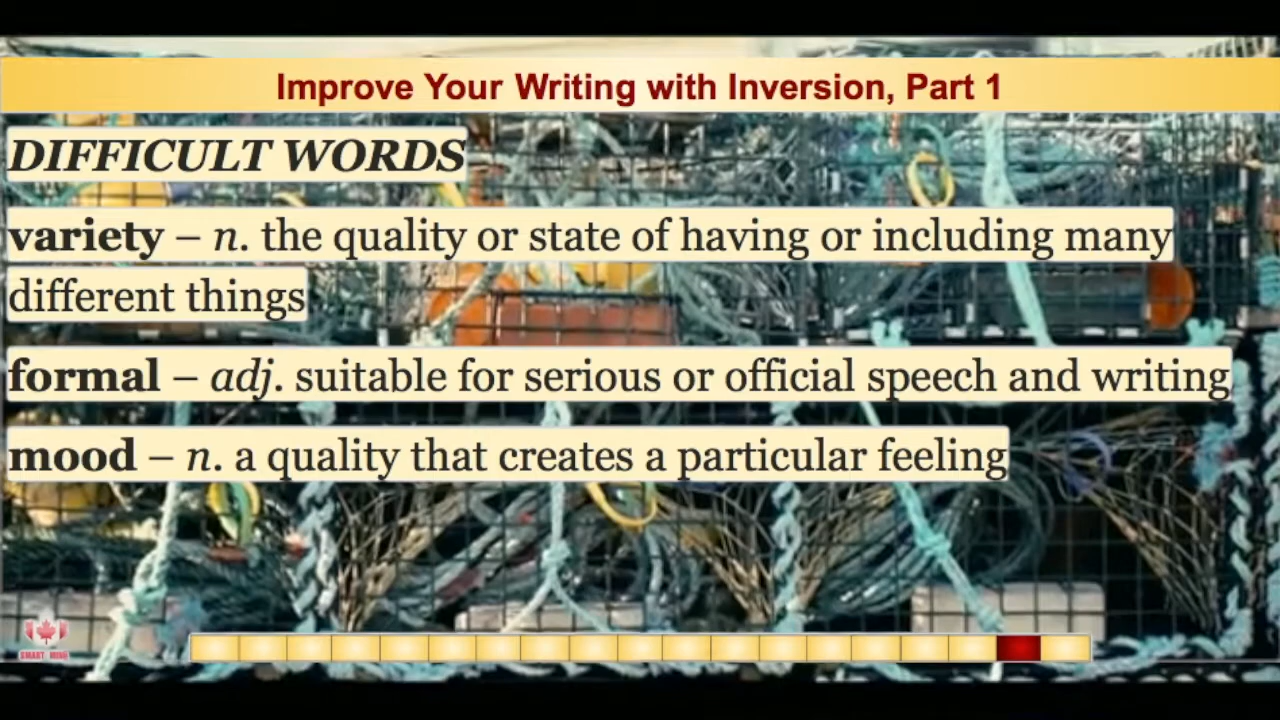 Improve Your Writing with Inversion, Part 1
DIFFICULT WORDS
variety – n. the quality or state of having or including many
different things
formal – adj. suitable for serious or official speech and writing
mood – n. a quality that creates a particular feeling